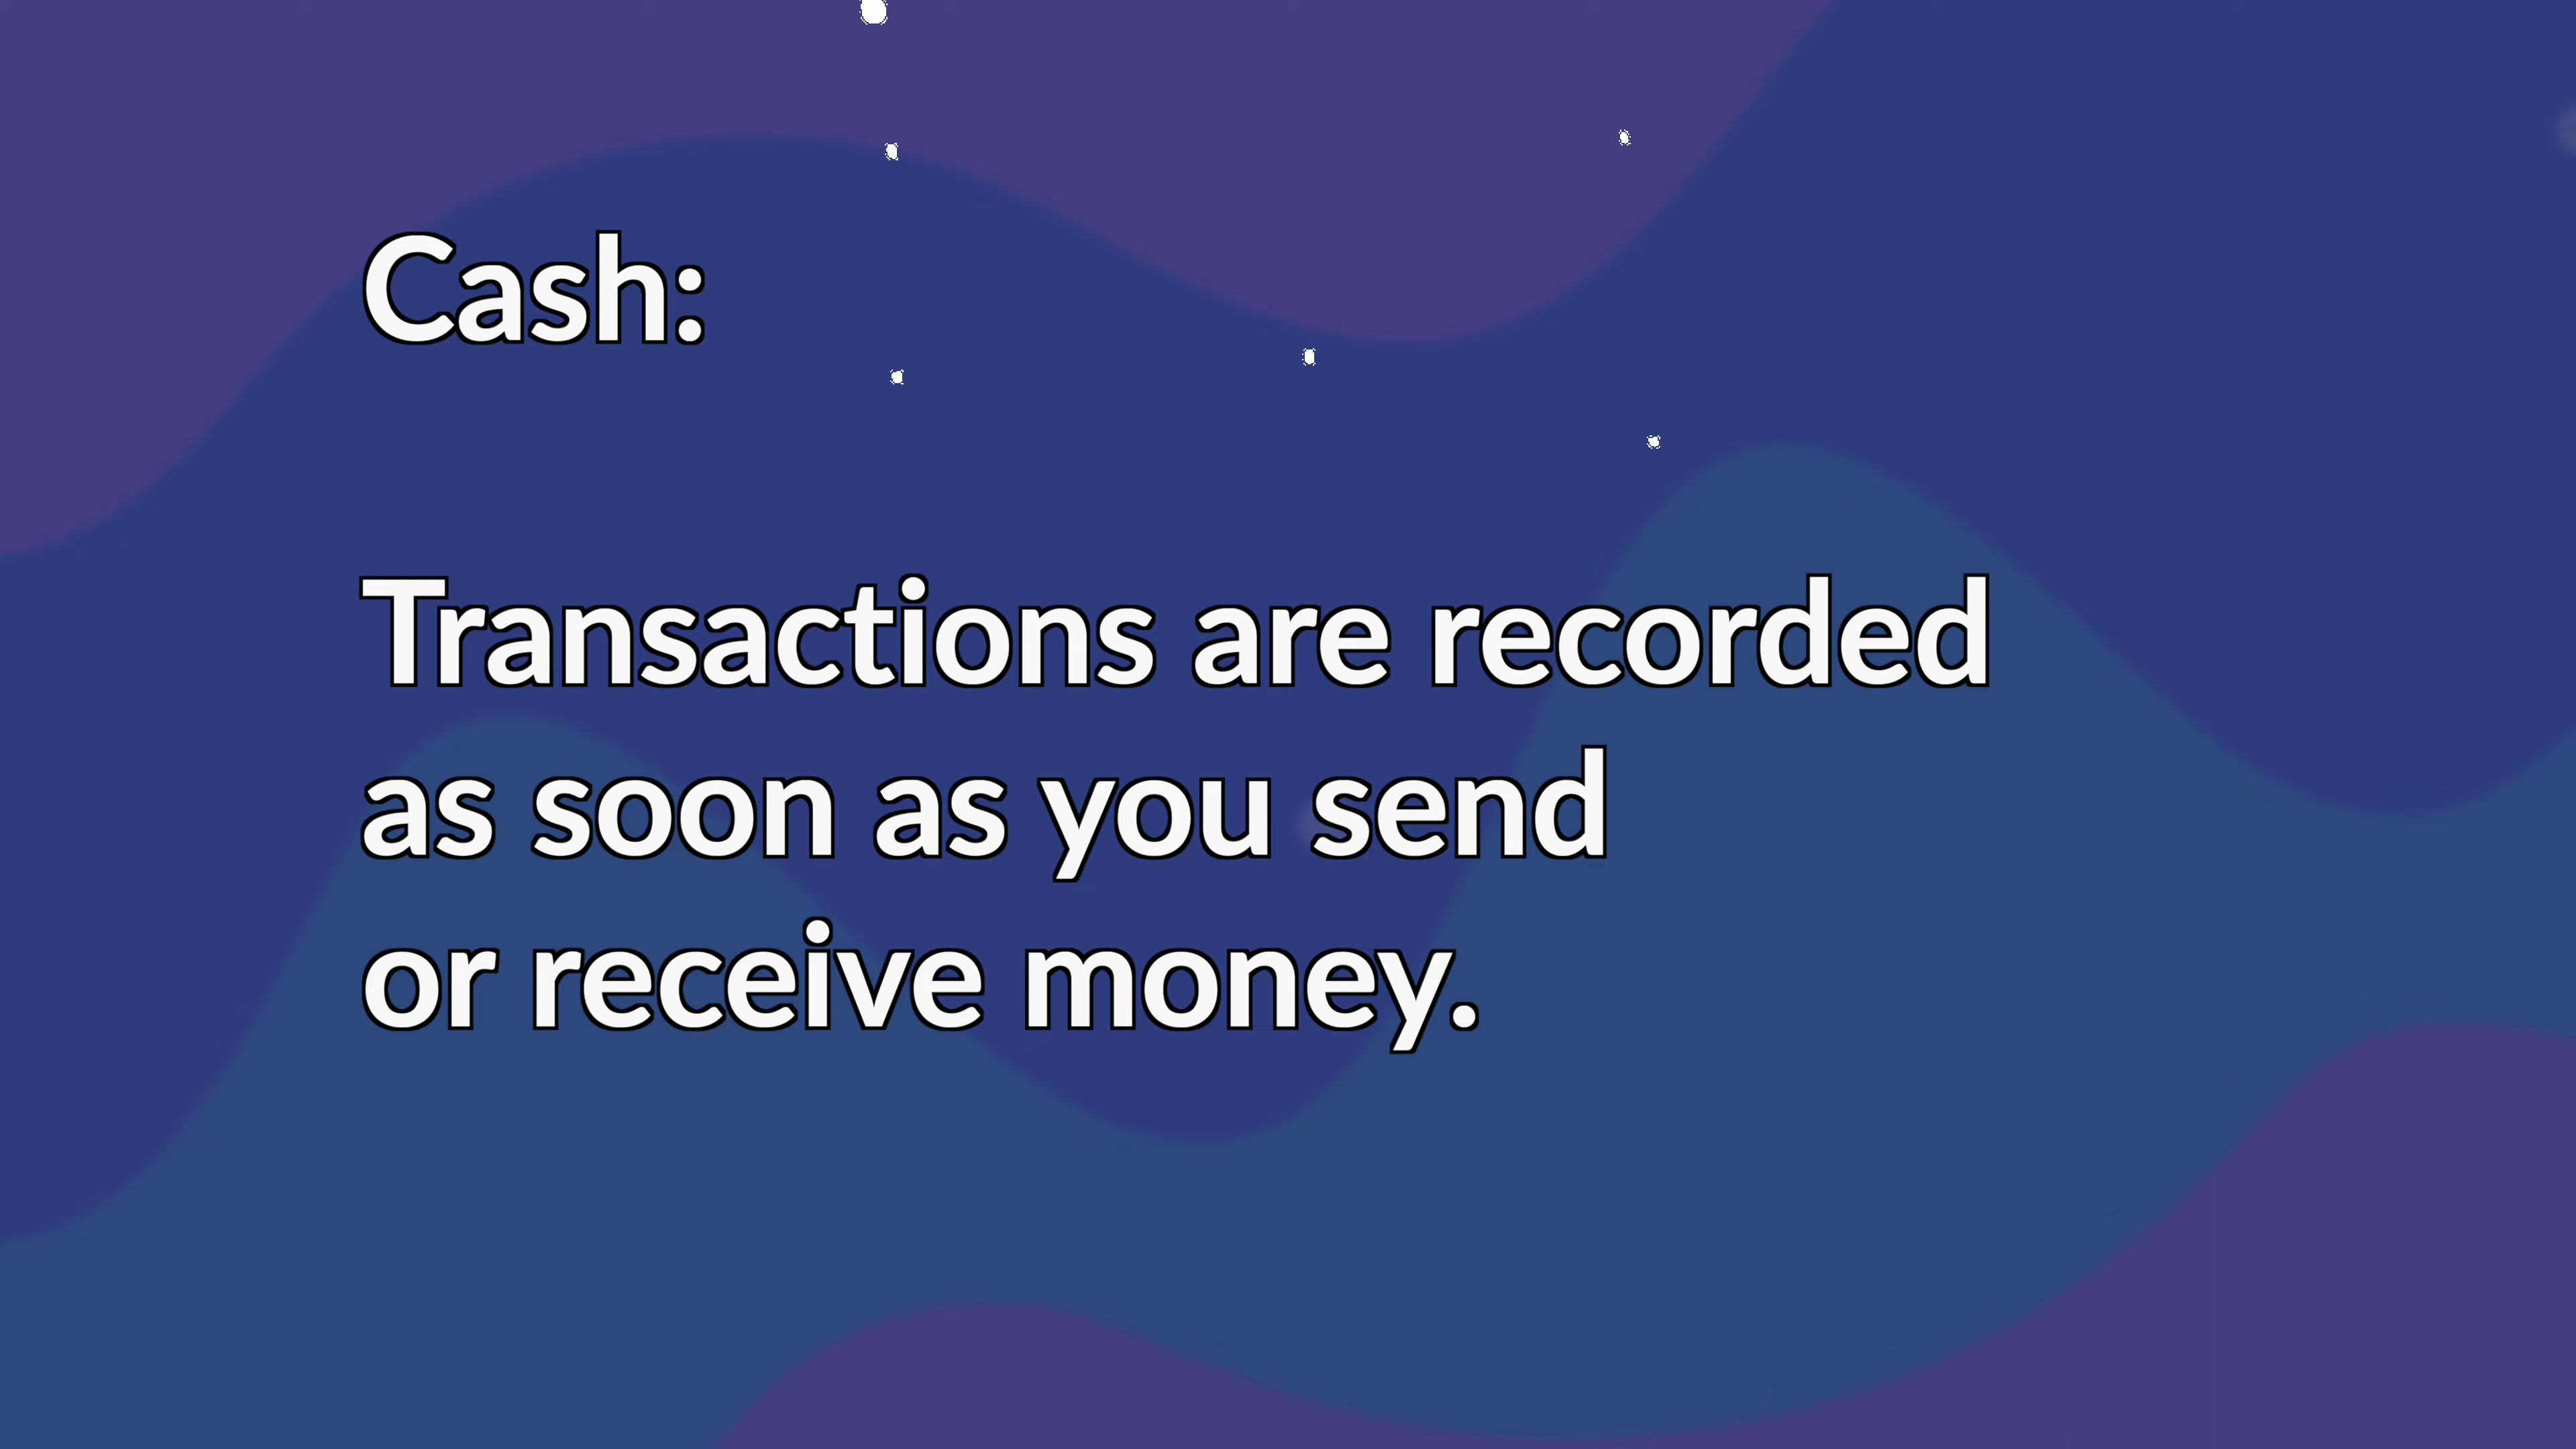 Cash:
Transactions are recorded
as soon as you send
or receive money.